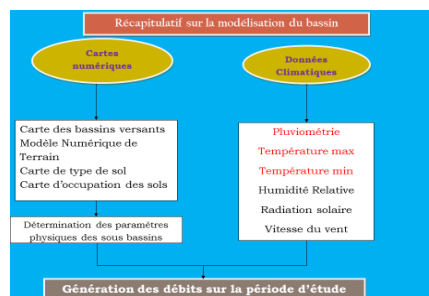 Récapitulatif sur la modélisation du bassin
Cartes
numériques
Données
Climatiques
Carte des bassins versants
Modèle Numérique de
Terrain
Carte de type de sol
Carte d'occupation des sols
Pluviométrie
Température max
Température min
Humidité Relative
Radiation solaire
Vitesse du vent
Détermination des paramètres
physiques des sous bassins
Génération des débits sur la période d'étude